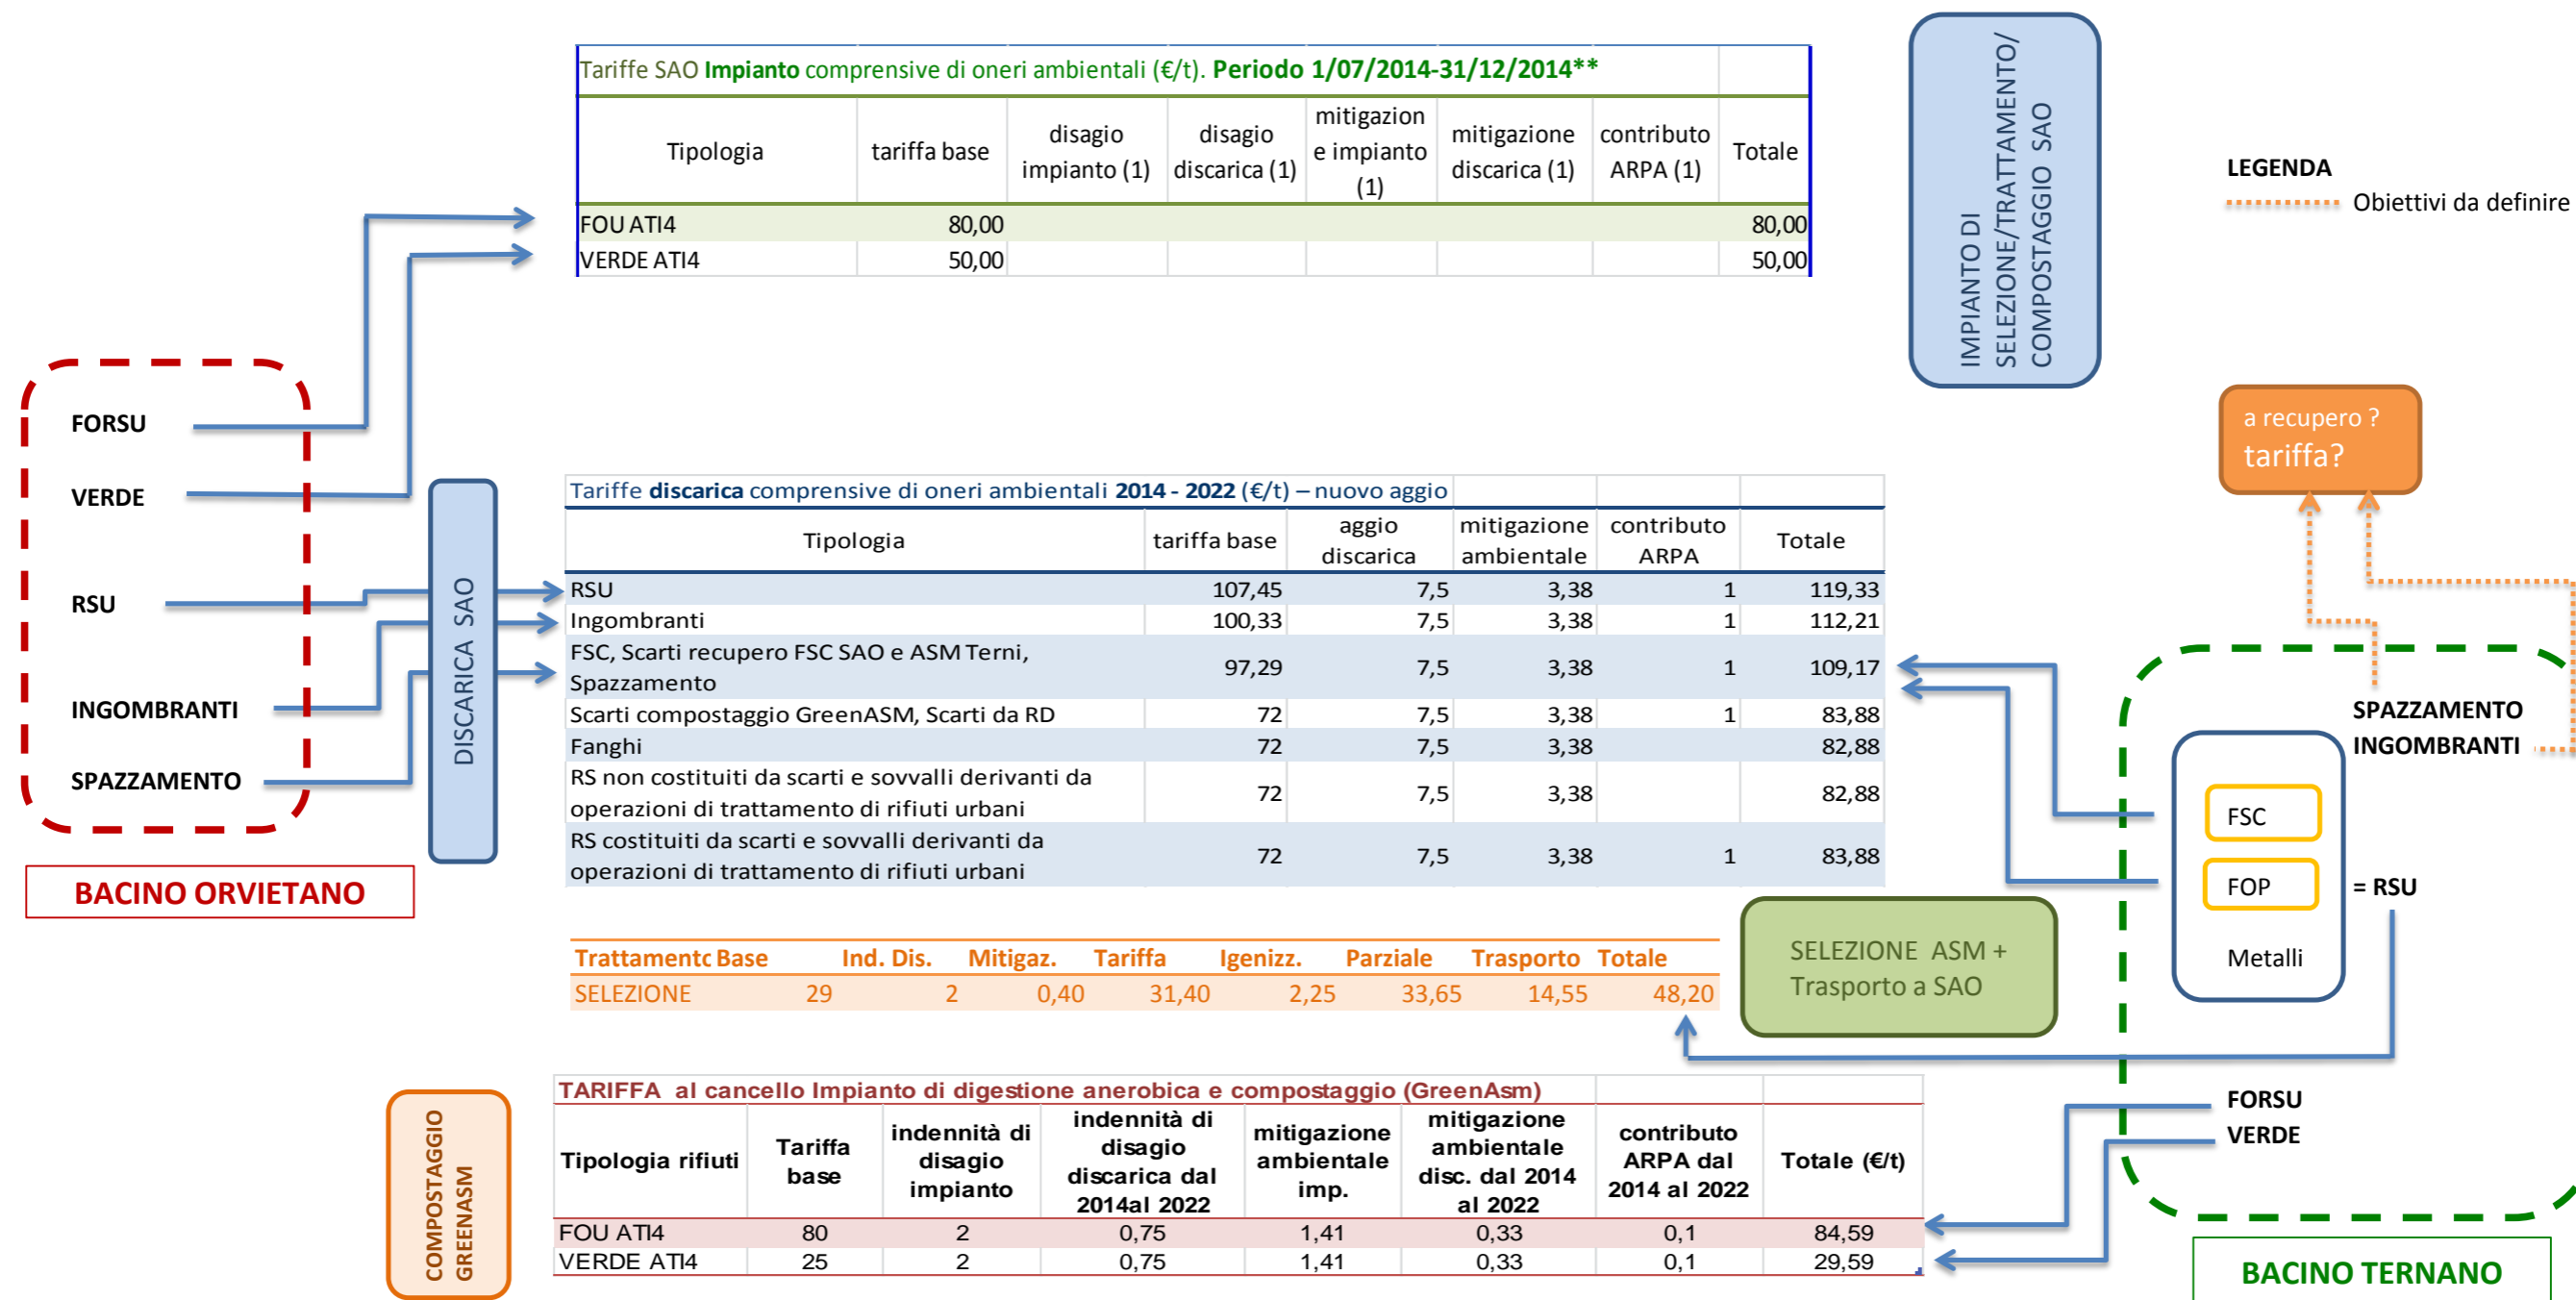 Tariffe SAO Impianto comprensive di oneri ambientali (€/t). Periodo 1/07/2014-31/12/2014**
Tipologia tariffa base disagio impianto (1) disagio discarica (1) mitigazion e impianto (1) mitigazione discarica (1) contributo ARPA (1) Totale
FOU ATI4 80,00 80,00
VERDE ATI4 50,00 50,00
IMPIANTO DI
SELEZIONE/TRATTAMENTO/
COMPOSTAGGIO SAO
LEGENDA
Obiettivi da definire
FORSU
VERDE
RSU
INGOMBRANTI
SPAZZAMENTO
BACINO ORVIETANO
DISCARICA SAO
Tariffe discarica comprensive di oneri ambientali 2014 - 2022 (€/t) – nuovo aggio
Tipologia tariffa base aggio discarica mitigazione ambientale contributo ARPA Totale
RSU 107,45 7,5 3,38 1 119,33
Ingombranti 100,33 7,5 3,38 1 112,21
FSC, Scarti recupero FSC SAO e ASM Terni,
Spazzamento 97,29 7,5 3,38 1 109,17
Scarti compostaggio GreenASM, Scarti da RD 72 7,5 3,38 1 83,88
Fanghi 72 7,5 3,38 82,88
RS non costituiti da scarti e sovvalli derivanti da
operazioni di trattamento di rifiuti urbani 72 7,5 3,38 82,88
RS costituiti da scarti e sovvalli derivanti da
operazioni di trattamento di rifiuti urbani 72 7,5 3,38 1 83,88
a recupero ?
tariffa?
SPAZZAMENTO
INGOMBRANTI
FSC
FOP
Metalli
= RSU
Trattamento Base Ind. Dis. Mitigaz. Tariffa Igenizz. Parziale Trasporto Totale
SELEZIONE 29 2 0,40 31,40 2,25 33,65 14,55 48,20
SELEZIONE ASM +
Trasporto a SAO
COMPOSTAGGIO
GREENASM
TARIFFA al cancello Impianto di digestione anerobica e compostaggio (GreenAsm)
Tipologia rifiuti Tariffa base indennità di disagio impianto indennità di disagio discarica dal 2014al 2022 mitigazione ambientale imp. mitigazione ambientale disc. dal 2014 al 2022 contributo ARPA dal 2014 al 2022 Totale (€/t)
FOU ATI4 80 2 0,75 1,41 0,33 0,1 84,59
VERDE ATI4 25 2 0,75 1,41 0,33 0,1 29,59
FORSU
VERDE
BACINO TERNANO